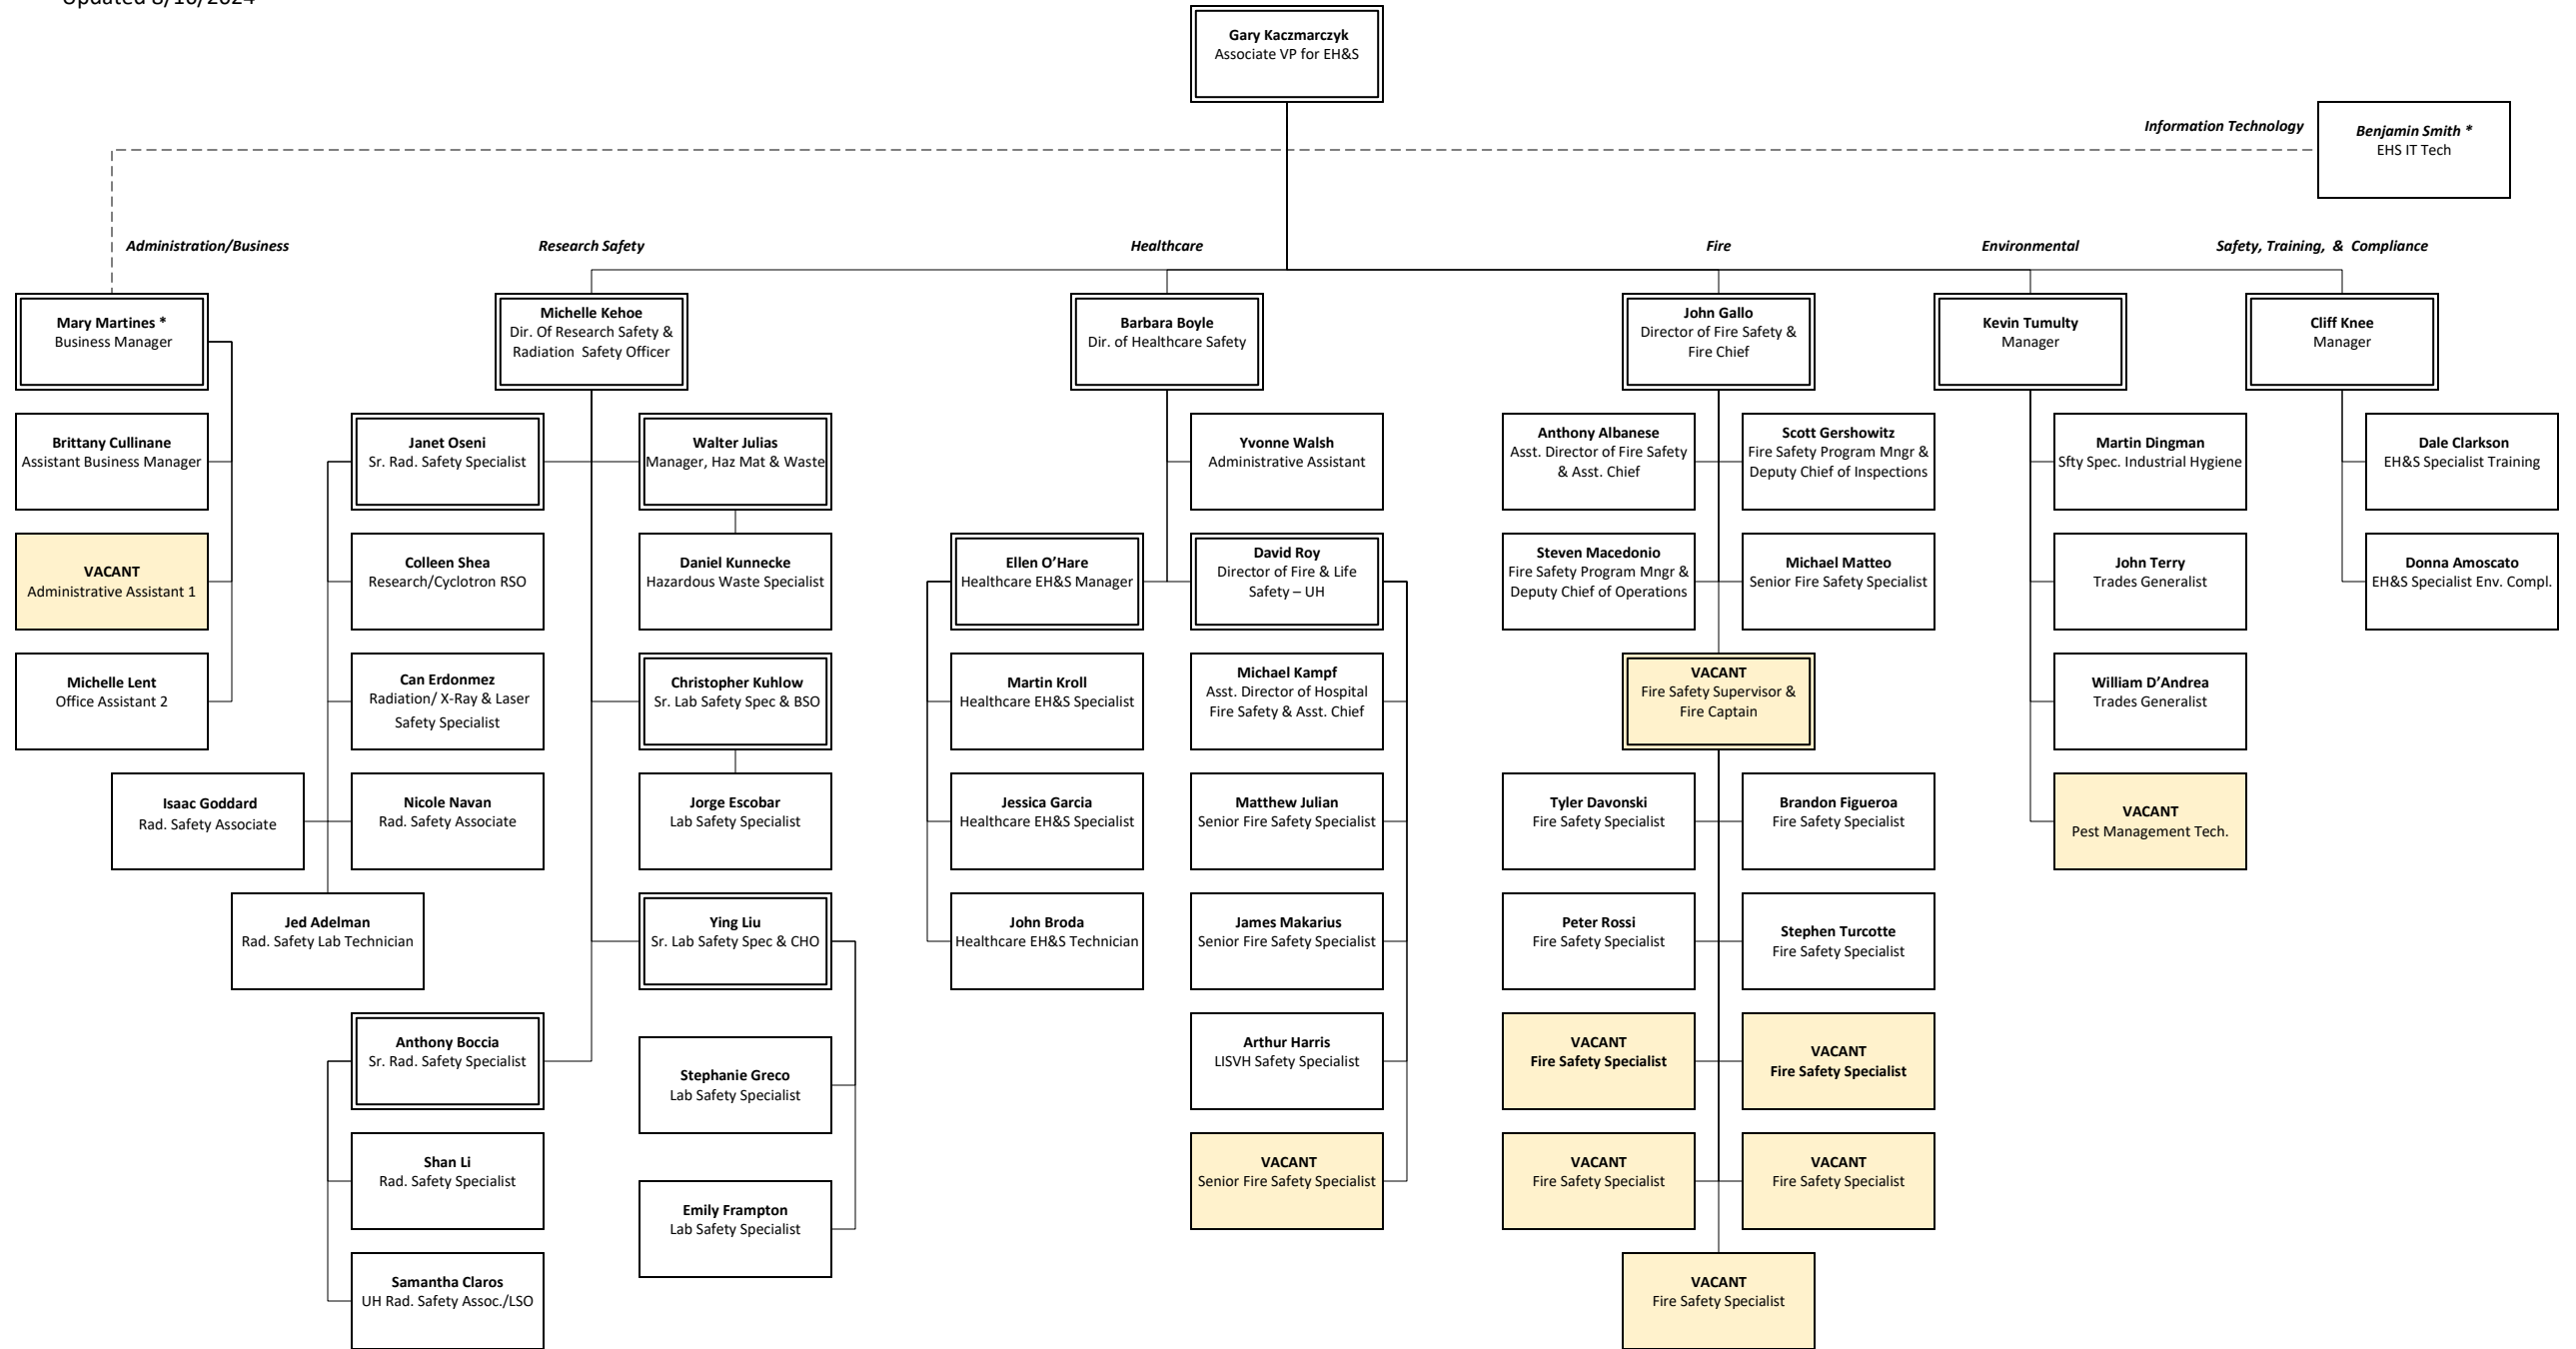 Updated 8/16/2024
Gary Kaczmarczyk
Associate VP for EH&S
Information Technology
Benjamin Smith *
EHS IT Tech
Administration/Business
Research Safety
Healthcare
Fire
Environmental
Safety, Training, & Compliance
Mary Martines *
Business Manager
Michelle Kehoe
Dir. Of Research Safety &
Radiation Safety Officer
Barbara Boyle
Dir. of Healthcare Safety
John Gallo
Director of Fire Safety &
Fire Chief
Kevin Tumulty
Manager
Cliff Knee
Manager
Brittany Cullinane
Assistant Business Manager
Janet Oseni
Sr. Rad. Safety Specialist
Walter Julias
Manager, Haz Mat & Waste
Yvonne Walsh
Administrative Assistant
Anthony Albanese
Asst. Director of Fire Safety
& Asst. Chief
Scott Gershowitz
Fire Safety Program Mngr &
Deputy Chief of Inspections
Martin Dingman
Sfty Spec. Industrial Hygiene
Dale Clarkson
EH&S Specialist Training
VACANT
Administrative Assistant 1
Colleen Shea
Research/Cyclotron RSO
Daniel Kunnecke
Hazardous Waste Specialist
Ellen O’Hare
Healthcare EH&S Manager
David Roy
Director of Fire & Life
Safety – UH
Steven Macedonio
Fire Safety Program Mngr &
Deputy Chief of Operations
Michael Matteo
Senior Fire Safety Specialist
John Terry
Trades Generalist
Donna Amoscato
EH&S Specialist Env. Compl.
Michelle Lent
Office Assistant 2
Can Erdonmez
Radiation/ X-Ray & Laser
Safety Specialist
Christopher Kuhlow
Sr. Lab Safety Spec & BSO
Martin Kroll
Healthcare EH&S Specialist
Michael Kampf
Asst. Director of Hospital
Fire Safety & Asst. Chief
VACANT
Fire Safety Supervisor &
Fire Captain
William D’Andrea
Trades Generalist
Isaac Goddard
Rad. Safety Associate
Nicole Navan
Rad. Safety Associate
Jorge Escobar
Lab Safety Specialist
Jessica Garcia
Healthcare EH&S Specialist
Matthew Julian
Senior Fire Safety Specialist
Tyler Davonski
Fire Safety Specialist
Brandon Figueroa
Fire Safety Specialist
VACANT
Pest Management Tech.
Jed Adelman
Rad. Safety Lab Technician
Ying Liu
Sr. Lab Safety Spec & CHO
John Broda
Healthcare EH&S Technician
James Makarius
Senior Fire Safety Specialist
Peter Rossi
Fire Safety Specialist
Stephen Turcotte
Fire Safety Specialist
Anthony Boccia
Sr. Rad. Safety Specialist
Stephanie Greco
Lab Safety Specialist
Arthur Harris
LISVH Safety Specialist
VACANT
Fire Safety Specialist
VACANT
Fire Safety Specialist
Shan Li
Rad. Safety Specialist
Emily Frampton
Lab Safety Specialist
VACANT
Senior Fire Safety Specialist
VACANT
Fire Safety Specialist
VACANT
Fire Safety Specialist
Samantha Claros
UH Rad. Safety Assoc./LSO
VACANT
Fire Safety Specialist